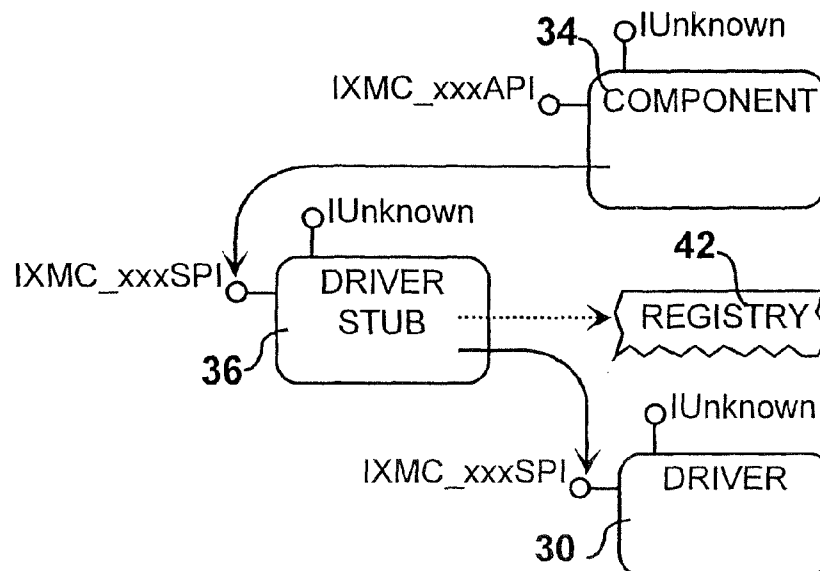 34
IUnknown
IXMC_xxxAPI
COMPONENT
IUnknown
IXMC_xxxSPI
DRIVER
STUB
42
REGISTRY
36
IUnknown
IXMC_xxxSPI
DRIVER
30